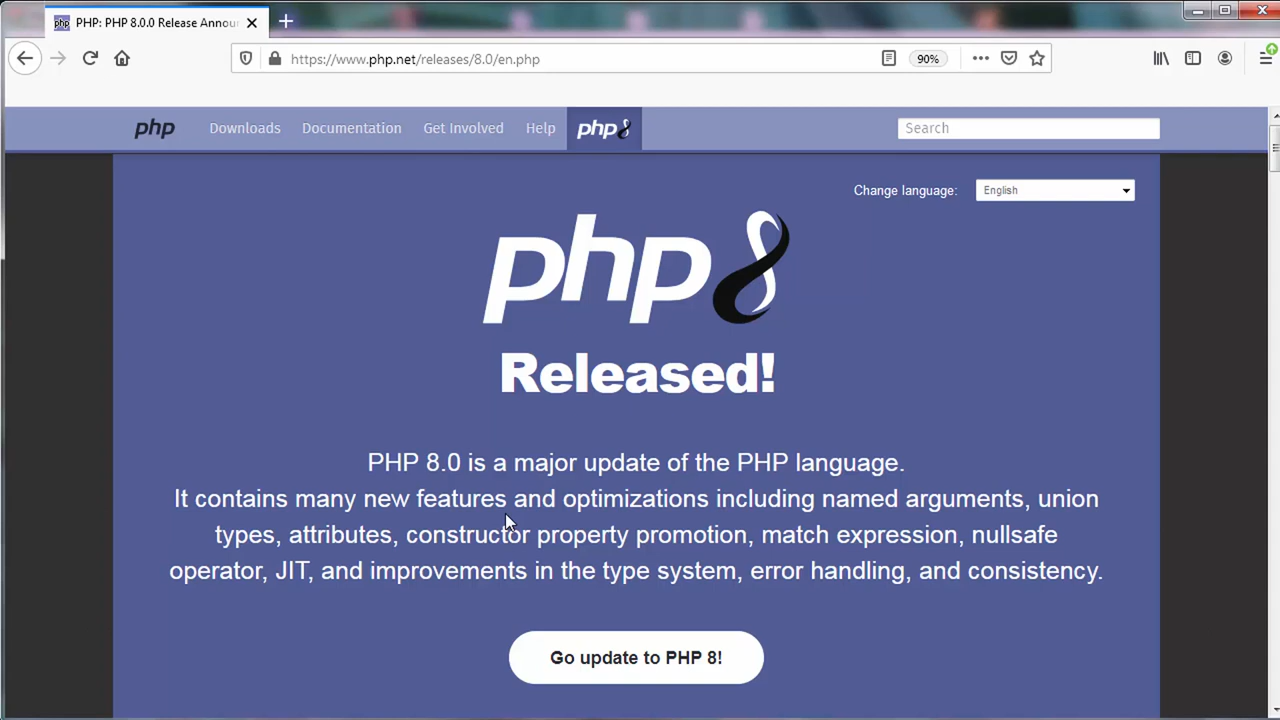 PHP: PHP 8.0.0 Release Annou
https://www.php.net/releases/8.0/en.php
90%
php
Downloads
Documentation
Get Involved
Help
php8
Search
Change language:
English
php8
Released!
PHP 8.0 is a major update of the PHP language.
It contains many new features and optimizations including named arguments, union
types, attributes, constructor property promotion, match expression, nullsafe
operator, JIT, and improvements in the type system, error handling, and consistency.
Go update to PHP 8!